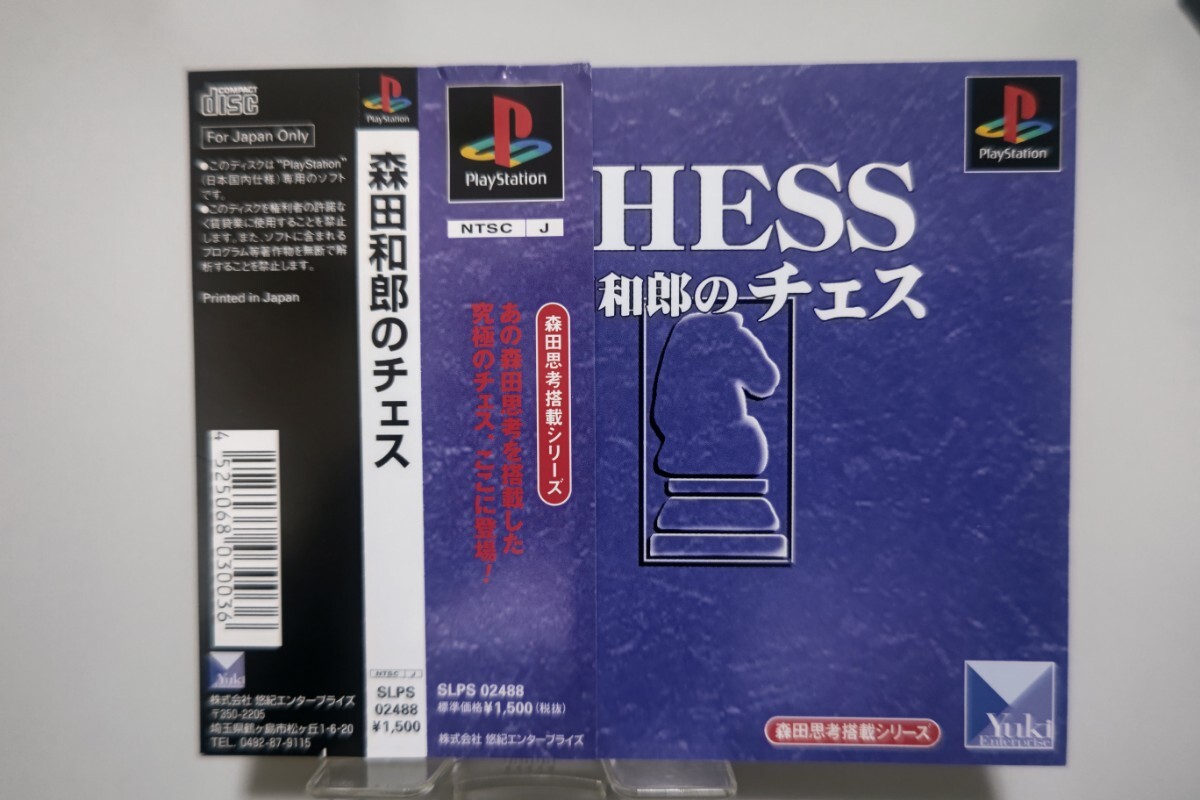 COMPACT
disc
For Japan Only
●このディスクは“PlayStation”
(日本国内仕様)専用のソフト
です。
●このディスクを権利者の許諾な
く賃貸業に使用することを禁止
します。また、ソフトに含まれる
プログラム等著作物を無断で解
析することを禁止します。
Printed in Japan
4 525068 030036
Yuki
株式会社 悠紀エンタープライズ
〒350-2205
埼玉県鶴ヶ島市松ヶ丘1-6-20
TEL. 0492-87-9115
PlayStation
森田和郎のチェス
NTSC J
SLPS
02488
¥1,500
PlayStation
NTSC J
森田思考搭載シリーズ
あの森田思考を搭載した
究極のチェス、ここに登場!
SLPS 02488
標準価格¥1,500(税抜)
株式会社 悠紀エンタープライズ
PlayStation
HESS
和郎のチェス
森田思考搭載シリーズ
Yuki
Enterprise